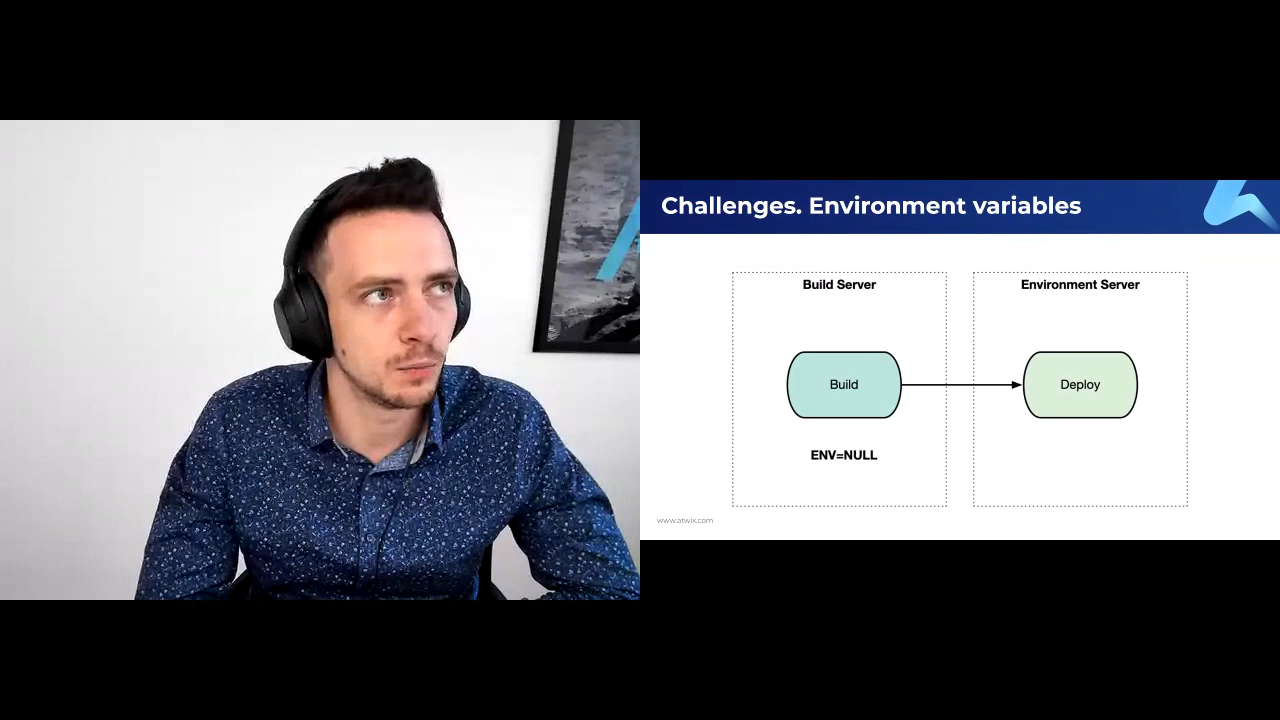 Challenges. Environment variables
Build Server
Environment Server
Build
Deploy
ENV=NULL
www.atwix.com